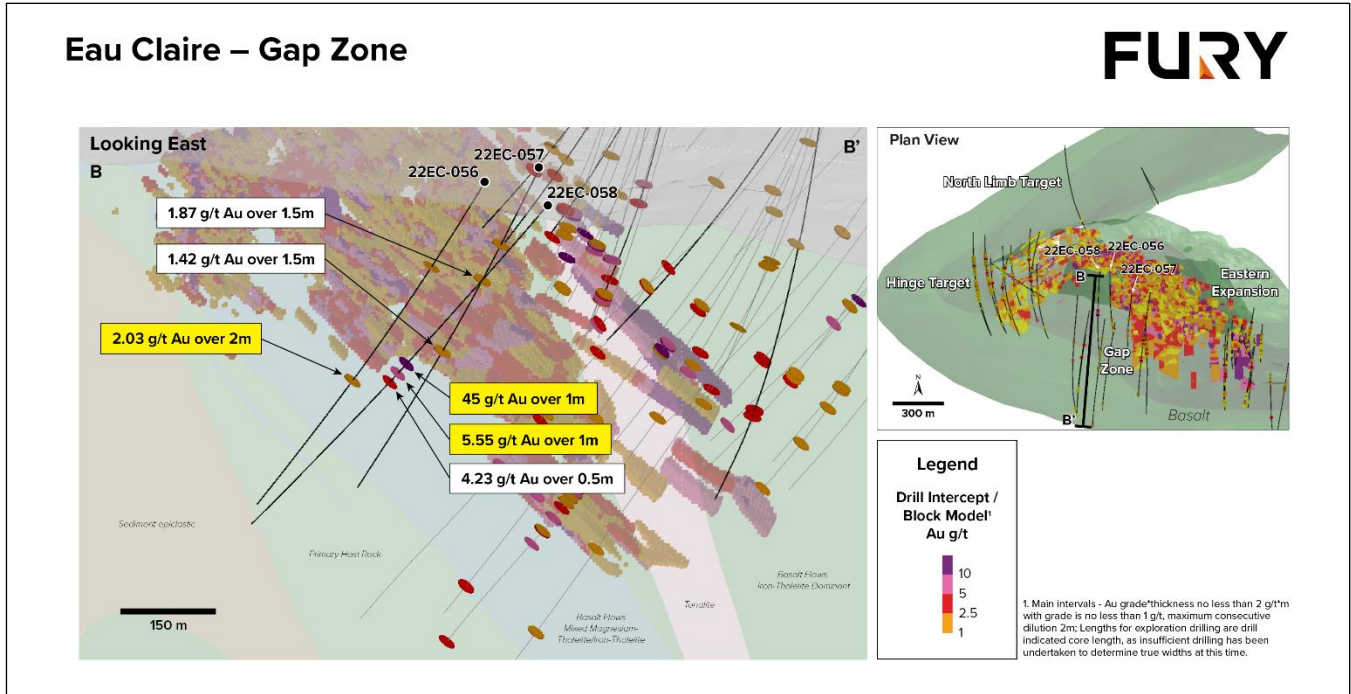 Eau Claire – Gap Zone
FURY
Looking East
B
B'
22EC-057
22EC-056
22EC-058
1.87 g/t Au over 1.5m
1.42 g/t Au over 1.5m
2.03 g/t Au over 2m
45 g/t Au over 1m
5.55 g/t Au over 1m
4.23 g/t Au over 0.5m
Sediment epiclastic
Primary Host Rock
Basalt Flows
Mixed Magnesium-
Tholeiite/Iron-Tholeiite
Tonalite
Basalt Flows
Iron-Tholeiite Dominant
150 m
Plan View
North Limb Target
22EC-058
22EC-056
22EC-057
B
Hinge Target
Eastern
Expansion
Gap
Zone
N
300 m
B'
Basalt
Legend
Drill Intercept /
Block Model¹
Au g/t
10
5
2.5
1
1. Main intervals - Au grade*thickness no less than 2 g/t*m
with grade is no less than 1 g/t, maximum consecutive
dilution 2m; Lengths for exploration drilling are drill
indicated core length, as insufficient drilling has been
undertaken to determine true widths at this time.